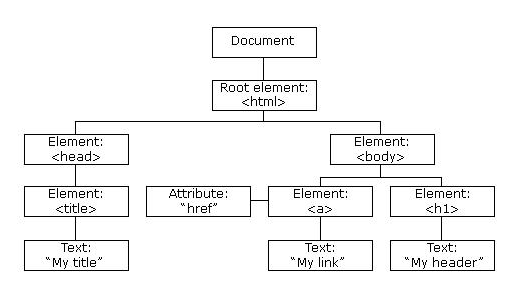 Document
Root element:
<html>
Element:
<head>
Element:
<body>
Element:
<title>
Attribute:
“href”
Element:
<a>
Element:
<h1>
Text:
“My title”
Text:
“My link”
Text:
“My header”